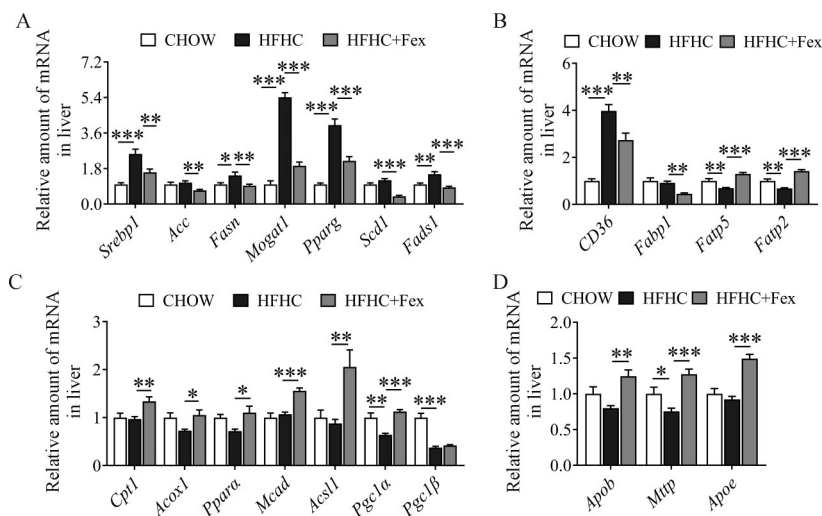 A
CHOW HFHC HFHC+Fex
Relative amount of mRNA
in liver
7.2
5.4
3.6
1.8
0.0
*** ** ** * ** *** *** *** *** *** ** ***
Srebp1 Acc Fasn Mogat1 Pparg Scd1 Fads1
B
CHOW HFHC HFHC+Fex
Relative amount of mRNA
in liver
6
4
2
0
*** ** ** ** *** ** ***
CD36 Fabp1 Fatp5 Fatp2
C
CHOW HFHC HFHC+Fex
Relative amount of mRNA
in liver
3
2
1
0
** * * *** ** ** *** ***
Cpt1 Acox1 Pparα Mcad Acsl1 Pgc1α Pgc1β
D
CHOW HFHC HFHC+Fex
Relative amount of mRNA
in liver
2.0
1.5
1.0
0.5
0.0
** * *** ***
Apob Mttp Apoe